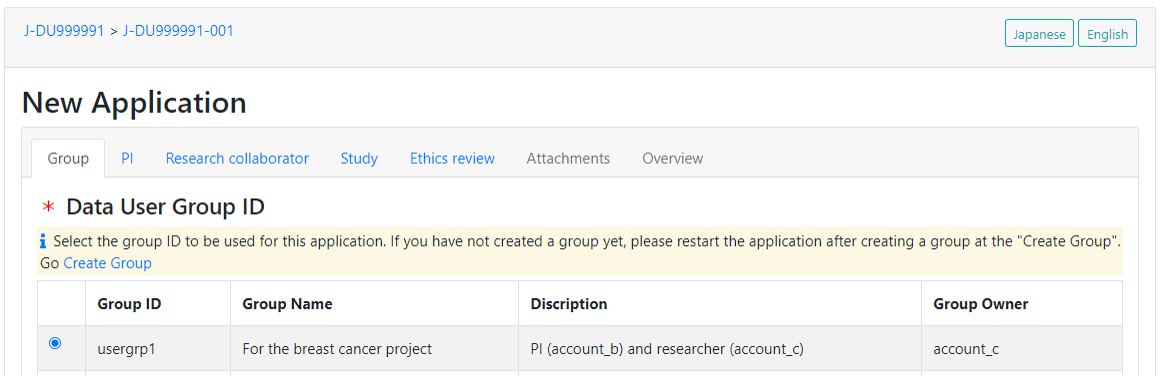 J-DU999991 > J-DU999991-001
Japanese English
New Application
Group PI Research collaborator Study Ethics review Attachments Overview
* Data User Group ID
i Select the group ID to be used for this application. If you have not created a group yet, please restart the application after creating a group at the "Create Group".
Go Create Group
Group ID Group Name Discription Group Owner
usergrp1 For the breast cancer project PI (account_b) and researcher (account_c) account_c